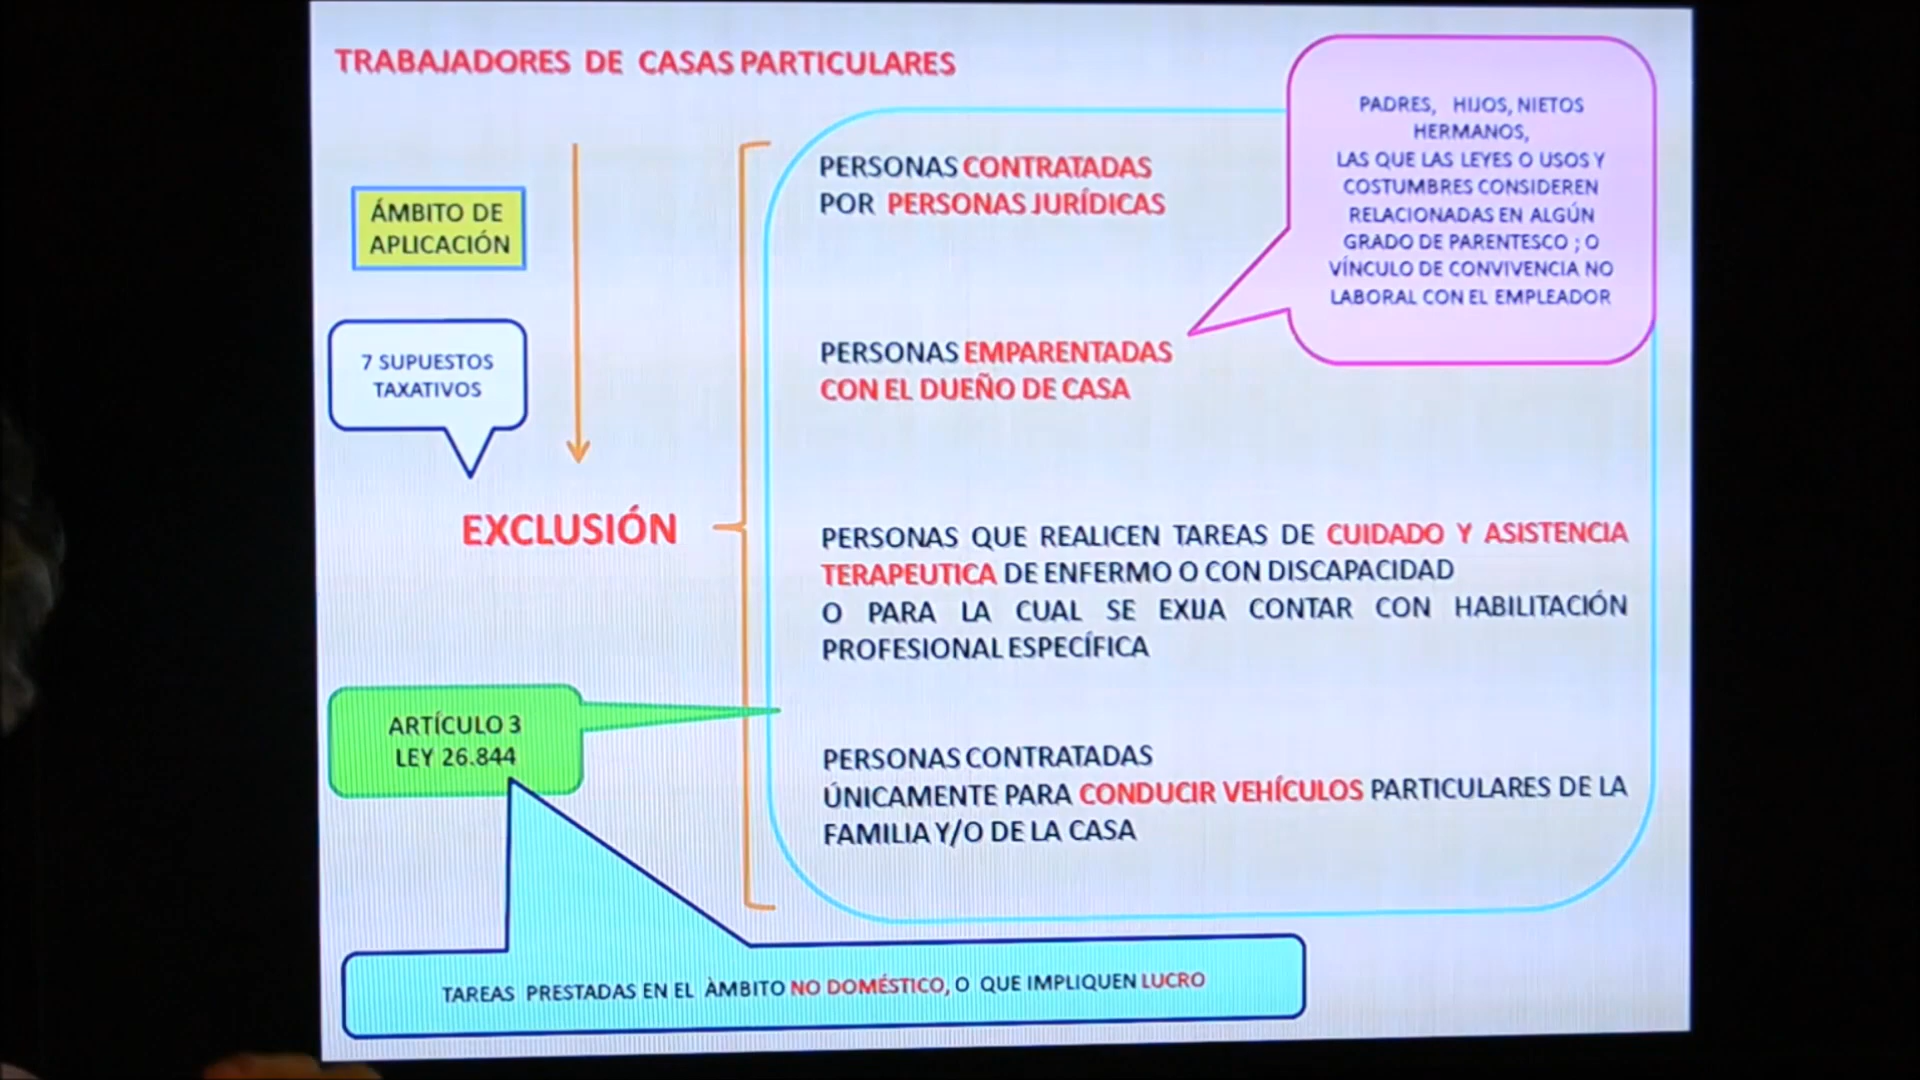 TRABAJADORES DE CASAS PARTICULARES
ÁMBITO DE
APLICACIÓN
7 SUPUESTOS
TAXATIVOS
EXCLUSIÓN
ARTÍCULO 3
LEY 26.844
PERSONAS CONTRATADAS
POR PERSONAS JURÍDICAS
PADRES, HIJOS, NIETOS
HERMANOS,
LAS QUE LAS LEYES O USOS Y
COSTUMBRES CONSIDEREN
RELACIONADAS EN ALGÚN
GRADO DE PARENTESCO ; O
VÍNCULO DE CONVIVENCIA NO
LABORAL CON EL EMPLEADOR
PERSONAS EMPARENTADAS
CON EL DUEÑO DE CASA
PERSONAS QUE REALICEN TAREAS DE CUIDADO Y ASISTENCIA
TERAPEUTICA DE ENFERMO O CON DISCAPACIDAD
O PARA LA CUAL SE EXIJA CONTAR CON HABILITACIÓN
PROFESIONAL ESPECÍFICA
PERSONAS CONTRATADAS
ÚNICAMENTE PARA CONDUCIR VEHÍCULOS PARTICULARES DE LA
FAMILIA Y/O DE LA CASA
TAREAS PRESTADAS EN EL ÀMBITO NO DOMÉSTICO, O QUE IMPLIQUEN LUCRO